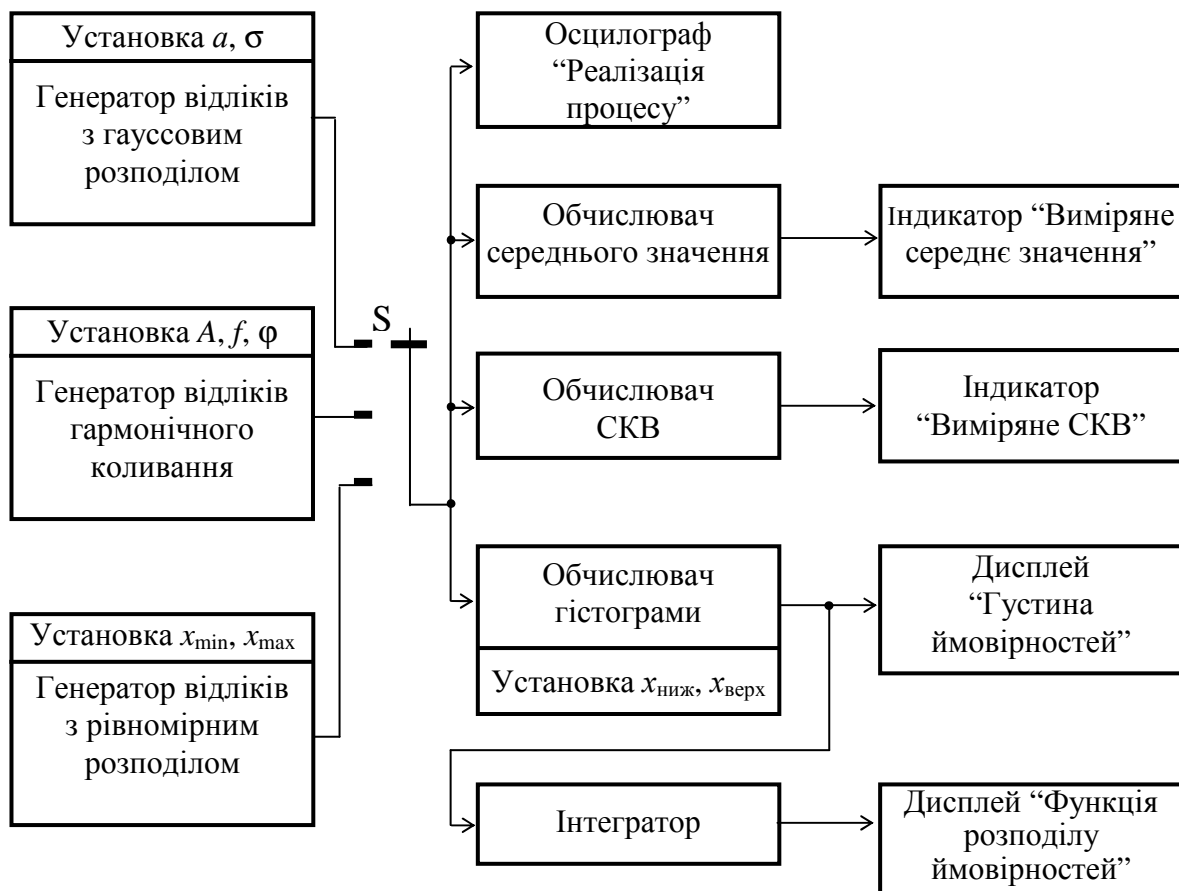 Установка a, σ
Генератор відліків
з гауссовим
розподілом
Установка A, f, φ
Генератор відліків
гармонічного
коливання
Установка xmin, xmax
Генератор відліків
з рівномірним
розподілом
S
Осцилограф
“Реалізація
процесу”
Обчислювач
середнього значення
Індикатор “Виміряне
середнє значення”
Обчислювач
СКВ
Індикатор
“Виміряне СКВ”
Обчислювач
гістограми
Установка xниж, xверх
Дисплей
“Густина
ймовірностей”
Інтегратор
Дисплей “Функція
розподілу
ймовірностей”